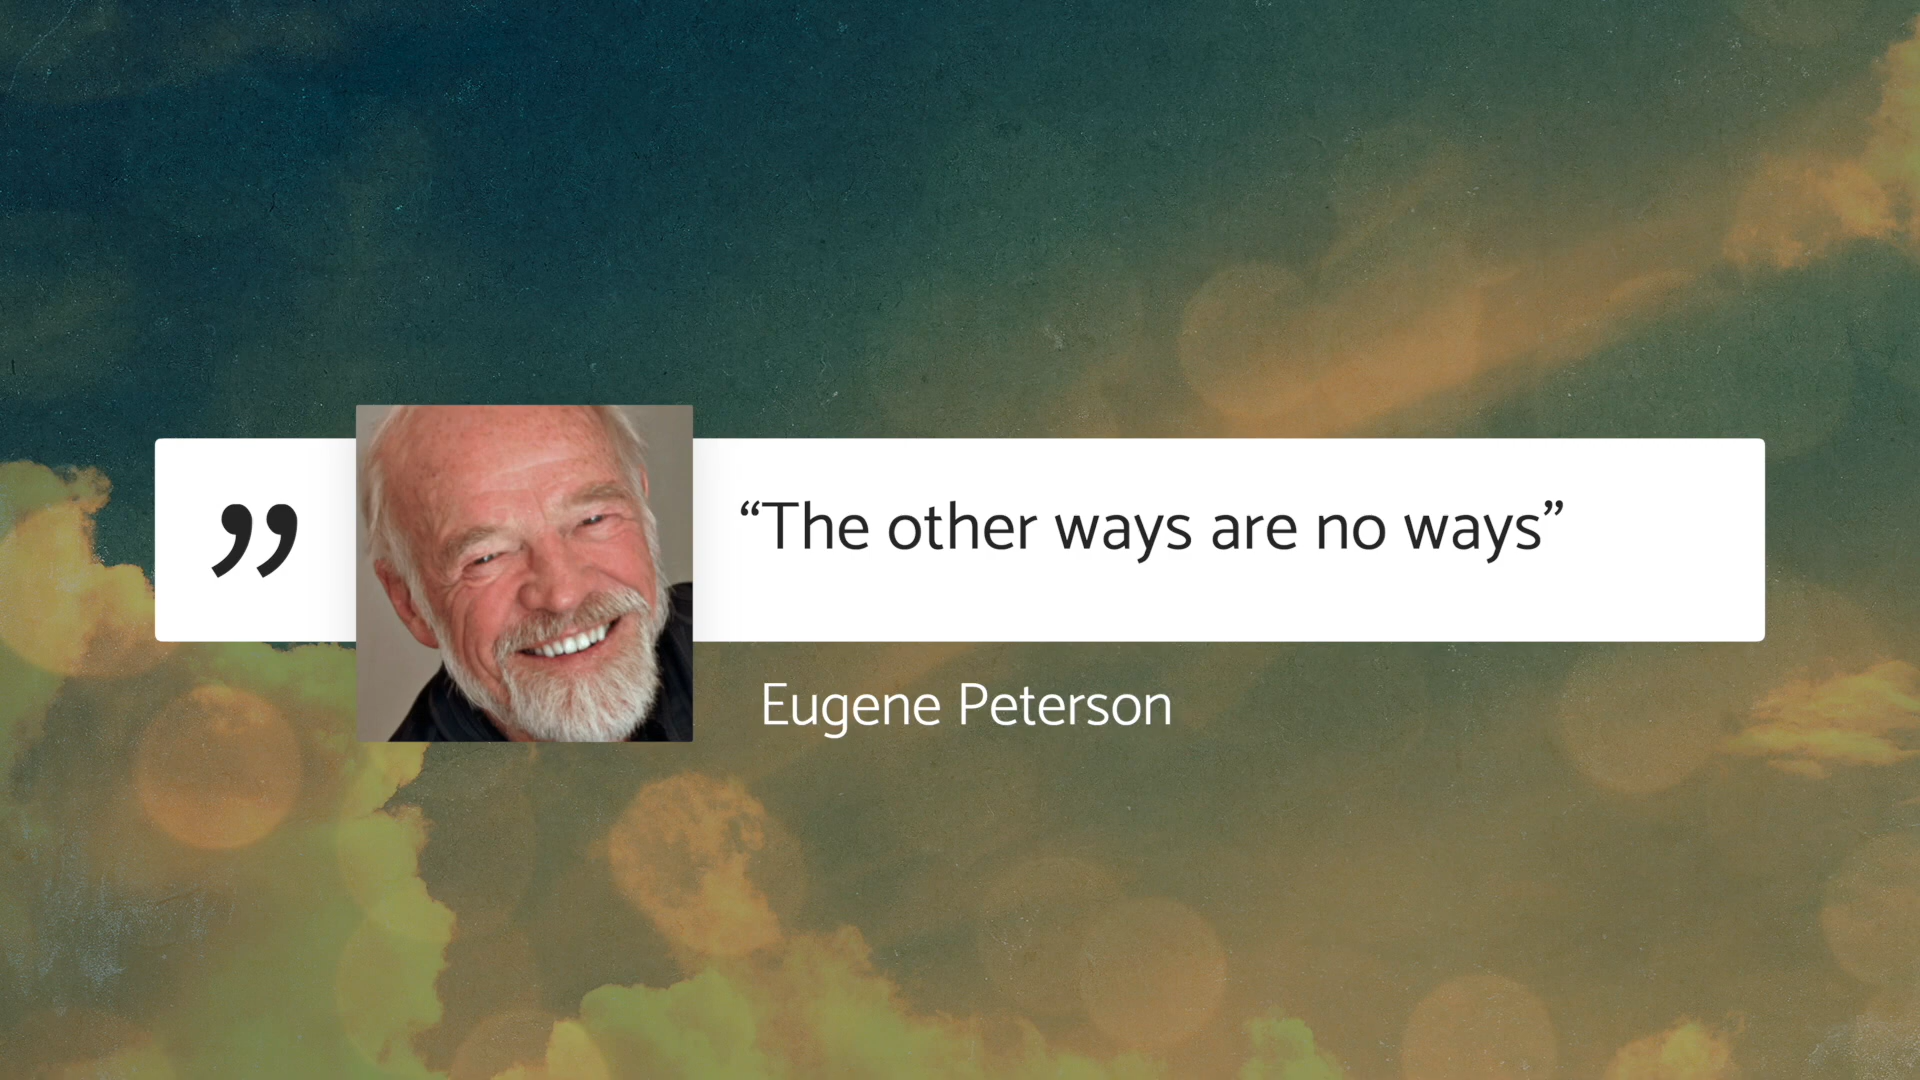 ”
“The other ways are no ways”
Eugene Peterson